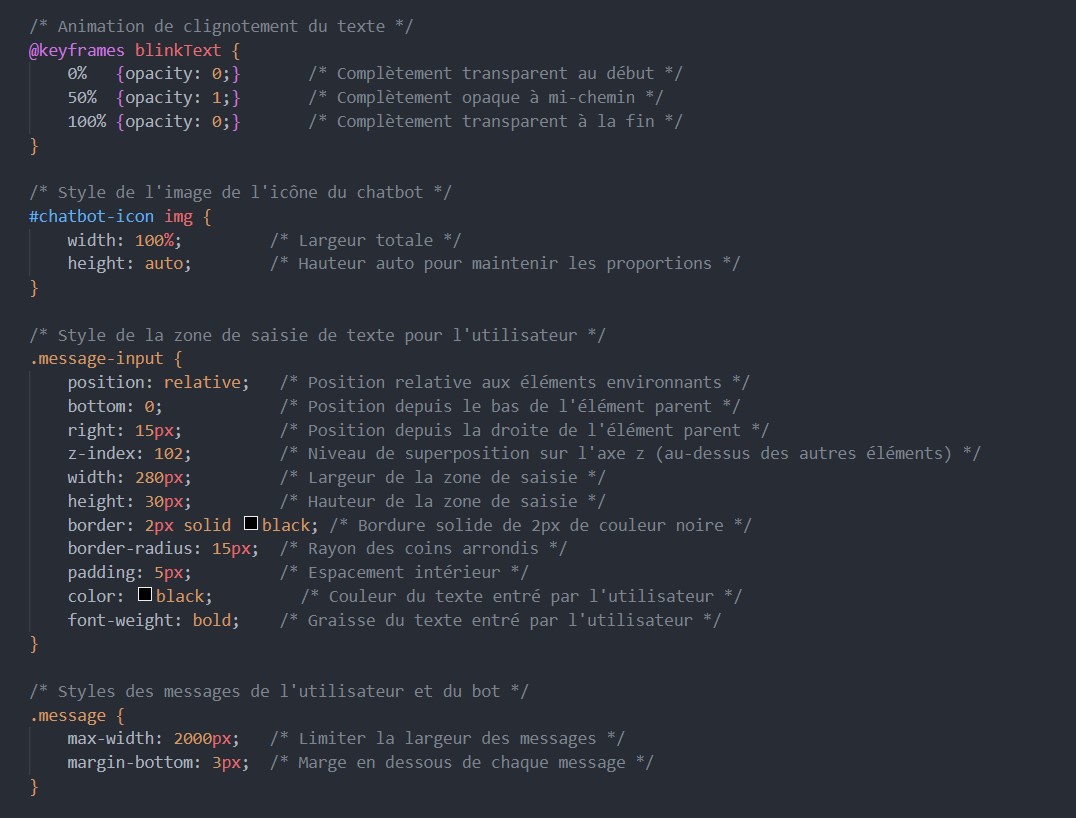 /* Animation de clignotement du texte */
@keyframes blinkText {
    0%   {opacity: 0;}       /* Complètement transparent au début */
    50%  {opacity: 1;}       /* Complètement opaque à mi-chemin */
    100% {opacity: 0;}       /* Complètement transparent à la fin */
}

/* Style de l'image de l'icône du chatbot */
#chatbot-icon img {
    width: 100%;         /* Largeur totale */
    height: auto;        /* Hauteur auto pour maintenir les proportions */
}

/* Style de la zone de saisie de texte pour l'utilisateur */
.message-input {
    position: relative;   /* Position relative aux éléments environnants */
    bottom: 0;            /* Position depuis le bas de l'élément parent */
    right: 15px;          /* Position depuis la droite de l'élément parent */
    z-index: 102;         /* Niveau de superposition sur l'axe z (au-dessus des autres éléments) */
    width: 280px;         /* Largeur de la zone de saisie */
    height: 30px;         /* Hauteur de la zone de saisie */
    border: 2px solid black; /* Bordure solide de 2px de couleur noire */
    border-radius: 15px;  /* Rayon des coins arrondis */
    padding: 5px;         /* Espacement intérieur */
    color: black;         /* Couleur du texte entré par l'utilisateur */
    font-weight: bold;    /* Graisse du texte entré par l'utilisateur */
}

/* Styles des messages de l'utilisateur et du bot */
.message {
    max-width: 2000px;   /* Limiter la largeur des messages */
    margin-bottom: 3px;  /* Marge en dessous de chaque message */
}